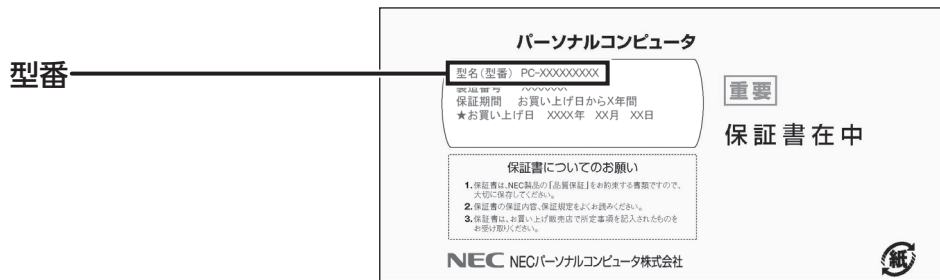 型番
パーソナルコンピュータ
型名(型番) PC-XXXXXXXXX
製造番号 XXXXXXX
保証期間 お買い上げ日からX年間
★お買い上げ日 XXXX年 XX月 XX日
重要
保証書在中
保証書についてのお願い
1.保証書は、NEC製品の「品質保証」をお約束する書類ですので、
大切に保存してください。
2.保証書の保証内容、保証規定をよくお読みください。
3.保証書は、お買い上げ販売店で所定事項を記入されたものを
お受け取りください。
NEC NECパーソナルコンピュータ株式会社
紙